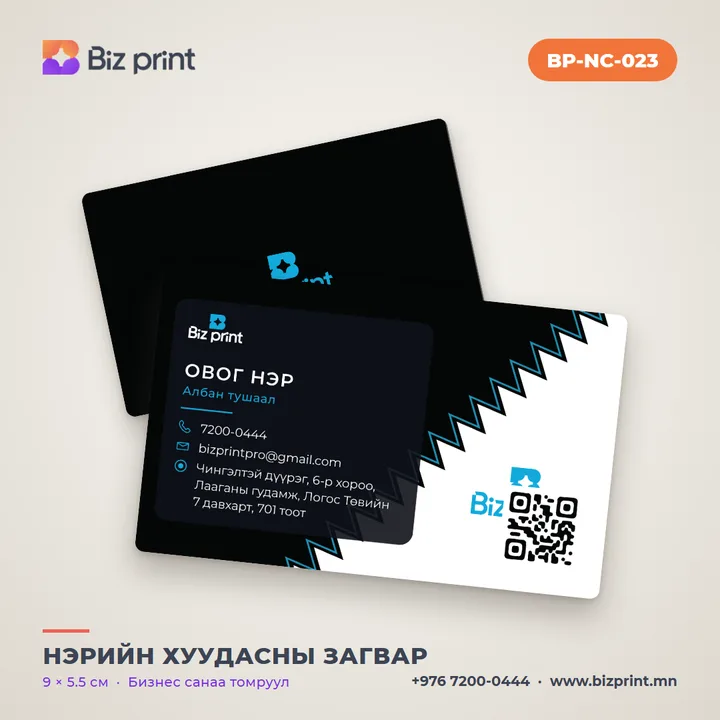 Biz print
BP-NC-023
Biz print
ОВОГ НЭР
Албан тушаал
7200-0444
bizprintpro@gmail.com
Чингэлтэй дүүрэг, 6-р хороо,
Лааганы гудамж, Логос Төвийн
7 давхарт, 701 тоот
Biz
НЭРИЙН ХУУДАСНЫ ЗАГВАР
9 × 5.5 см · Бизнес санаа томруул
+976 7200-0444 · www.bizprint.mn